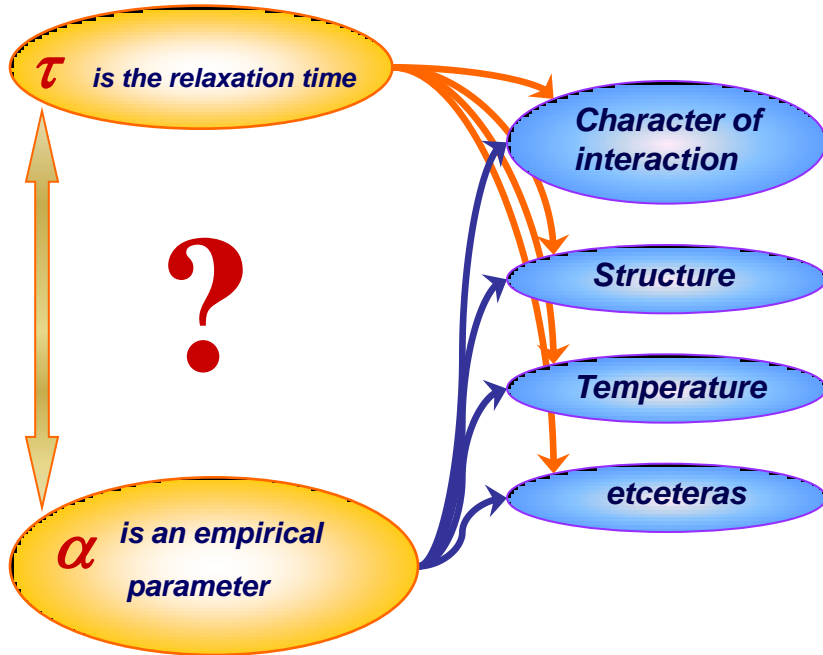 τ is the relaxation time
Character of
interaction
?
Structure
Temperature
etceteras
α is an empirical
parameter